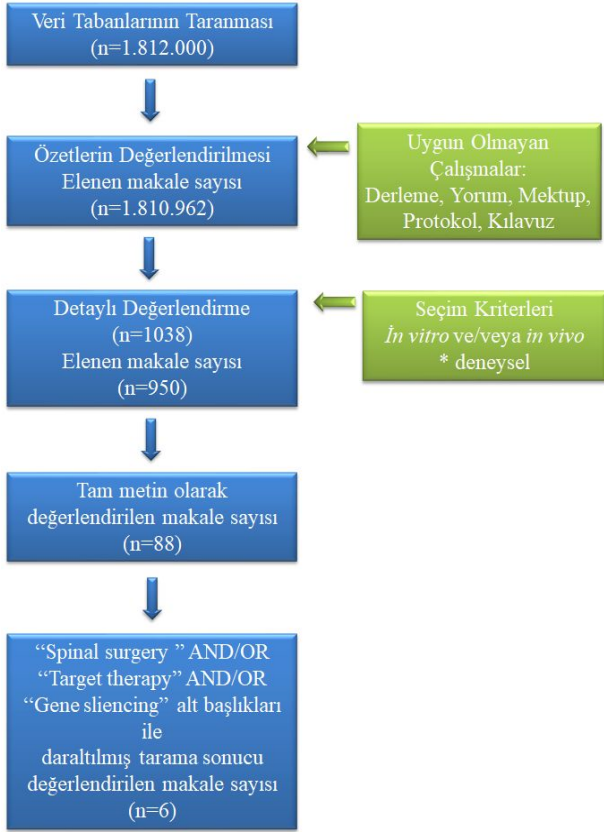 Veri Tabanlarının Taranması
(n=1.812.000)
Özetlerin Değerlendirilmesi
Elenen makale sayısı
(n=1.810.962)
Uygun Olmayan
Çalışmalar:
Derleme, Yorum, Mektup,
Protokol, Kılavuz
Detaylı Değerlendirme
(n=1038)
Elenen makale sayısı
(n=950)
Seçim Kriterleri
İn vitro ve/veya in vivo
* deneysel
Tam metin olarak
değerlendirilen makale sayısı
(n=88)
“Spinal surgery ” AND/OR
“Target therapy” AND/OR
“Gene sliencing” alt başlıkları
ile
daraltılmış tarama sonucu
değerlendirilen makale sayısı
(n=6)